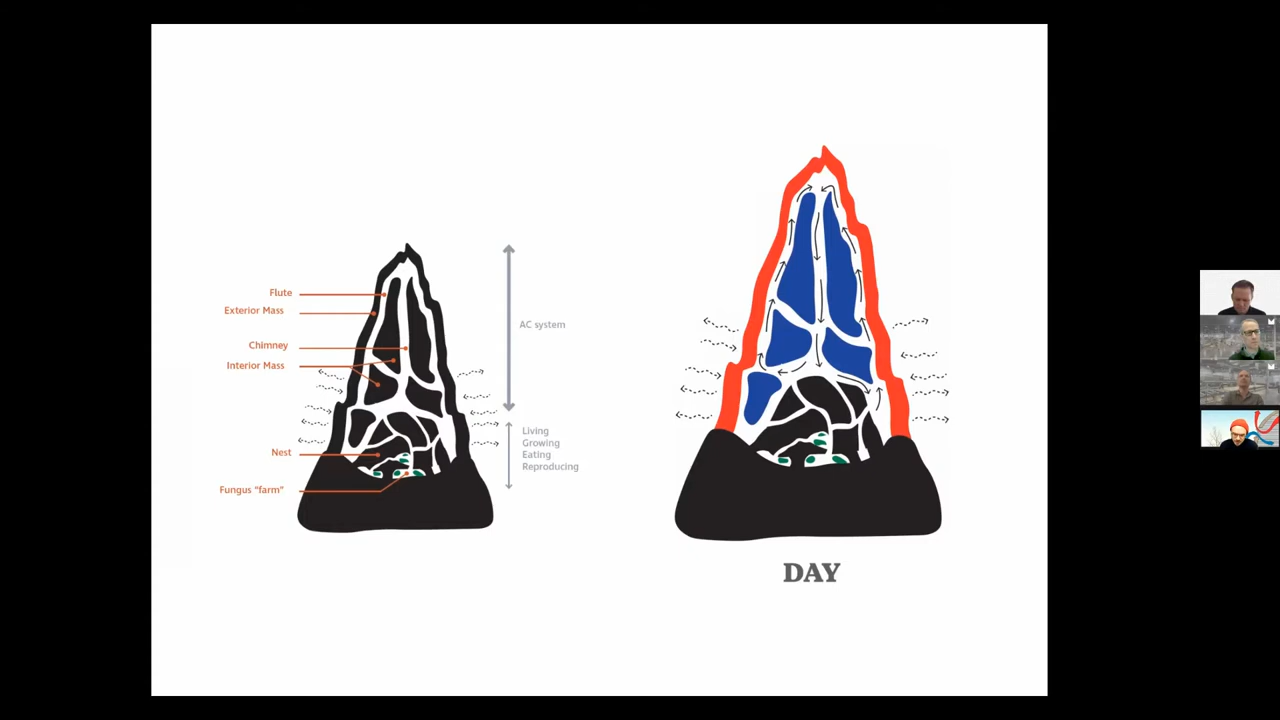 Flute
Exterior Mass
Chimney
Interior Mass
Nest
Fungus "farm"
AC system
Living
Growing
Eating
Reproducing
DAY